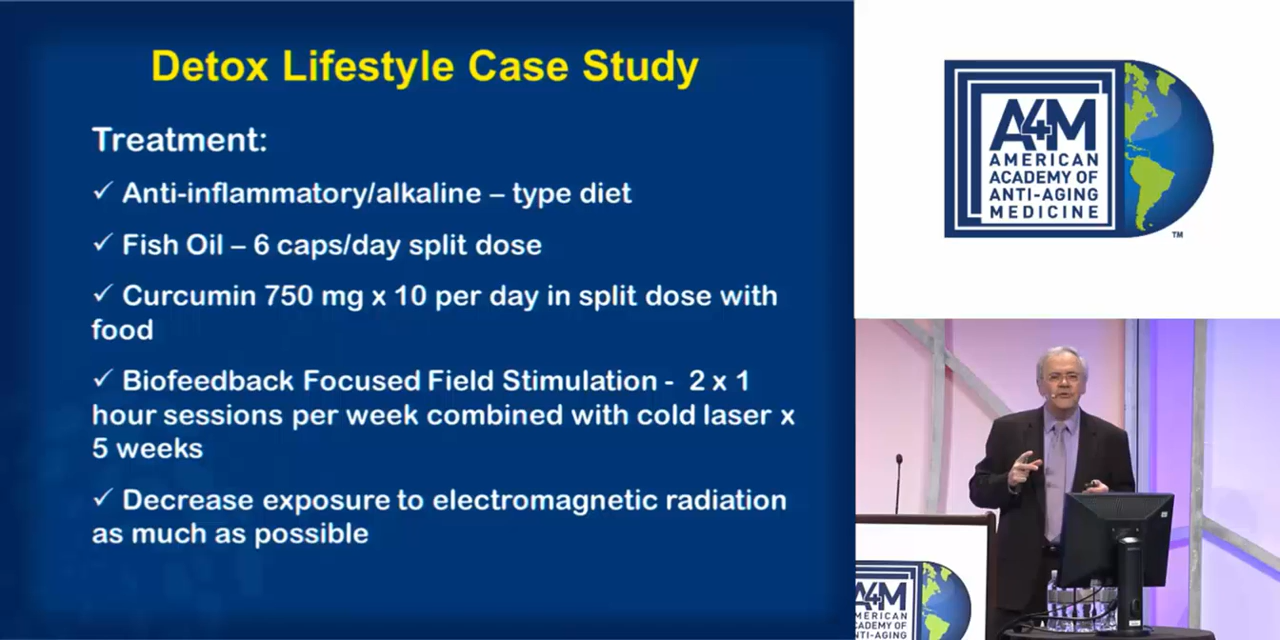 Detox Lifestyle Case Study
Treatment:
✓ Anti-inflammatory/alkaline – type diet
✓ Fish Oil – 6 caps/day split dose
✓ Curcumin 750 mg x 10 per day in split dose with
food
✓ Biofeedback Focused Field Stimulation - 2 x 1
hour sessions per week combined with cold laser x
5 weeks
✓ Decrease exposure to electromagnetic radiation
as much as possible
A4M
AMERICAN
ACADEMY OF
ANTI-AGING
MEDICINE
TM
A4M
AMERICAN
ACADEMY OF
ANTI-AGING